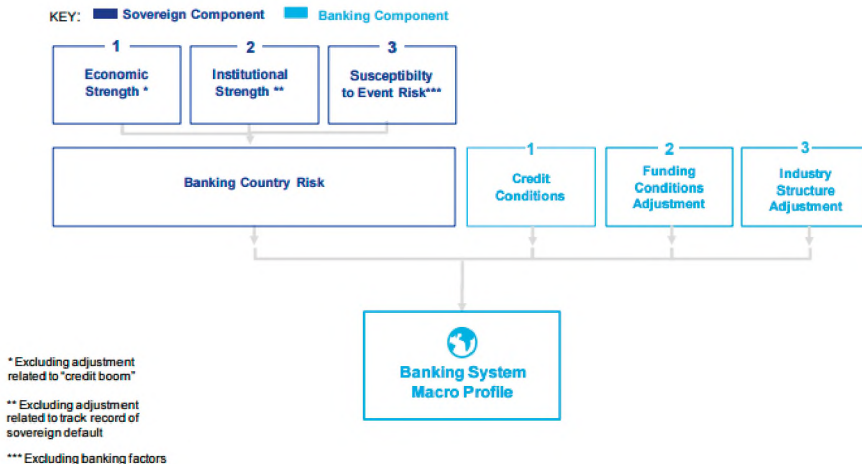 KEY: Sovereign Component Banking Component
1 2 3
Economic
Strength *
Institutional
Strength **
Susceptibilty
to Event Risk***
Banking Country Risk
1
Credit
Conditions
2
Funding
Conditions
Adjustment
3
Industry
Structure
Adjustment
Banking System
Macro Profile
* Excluding adjustment
related to "credit boom"
** Excluding adjustment
related to track record of
sovereign default
*** Excluding banking factors